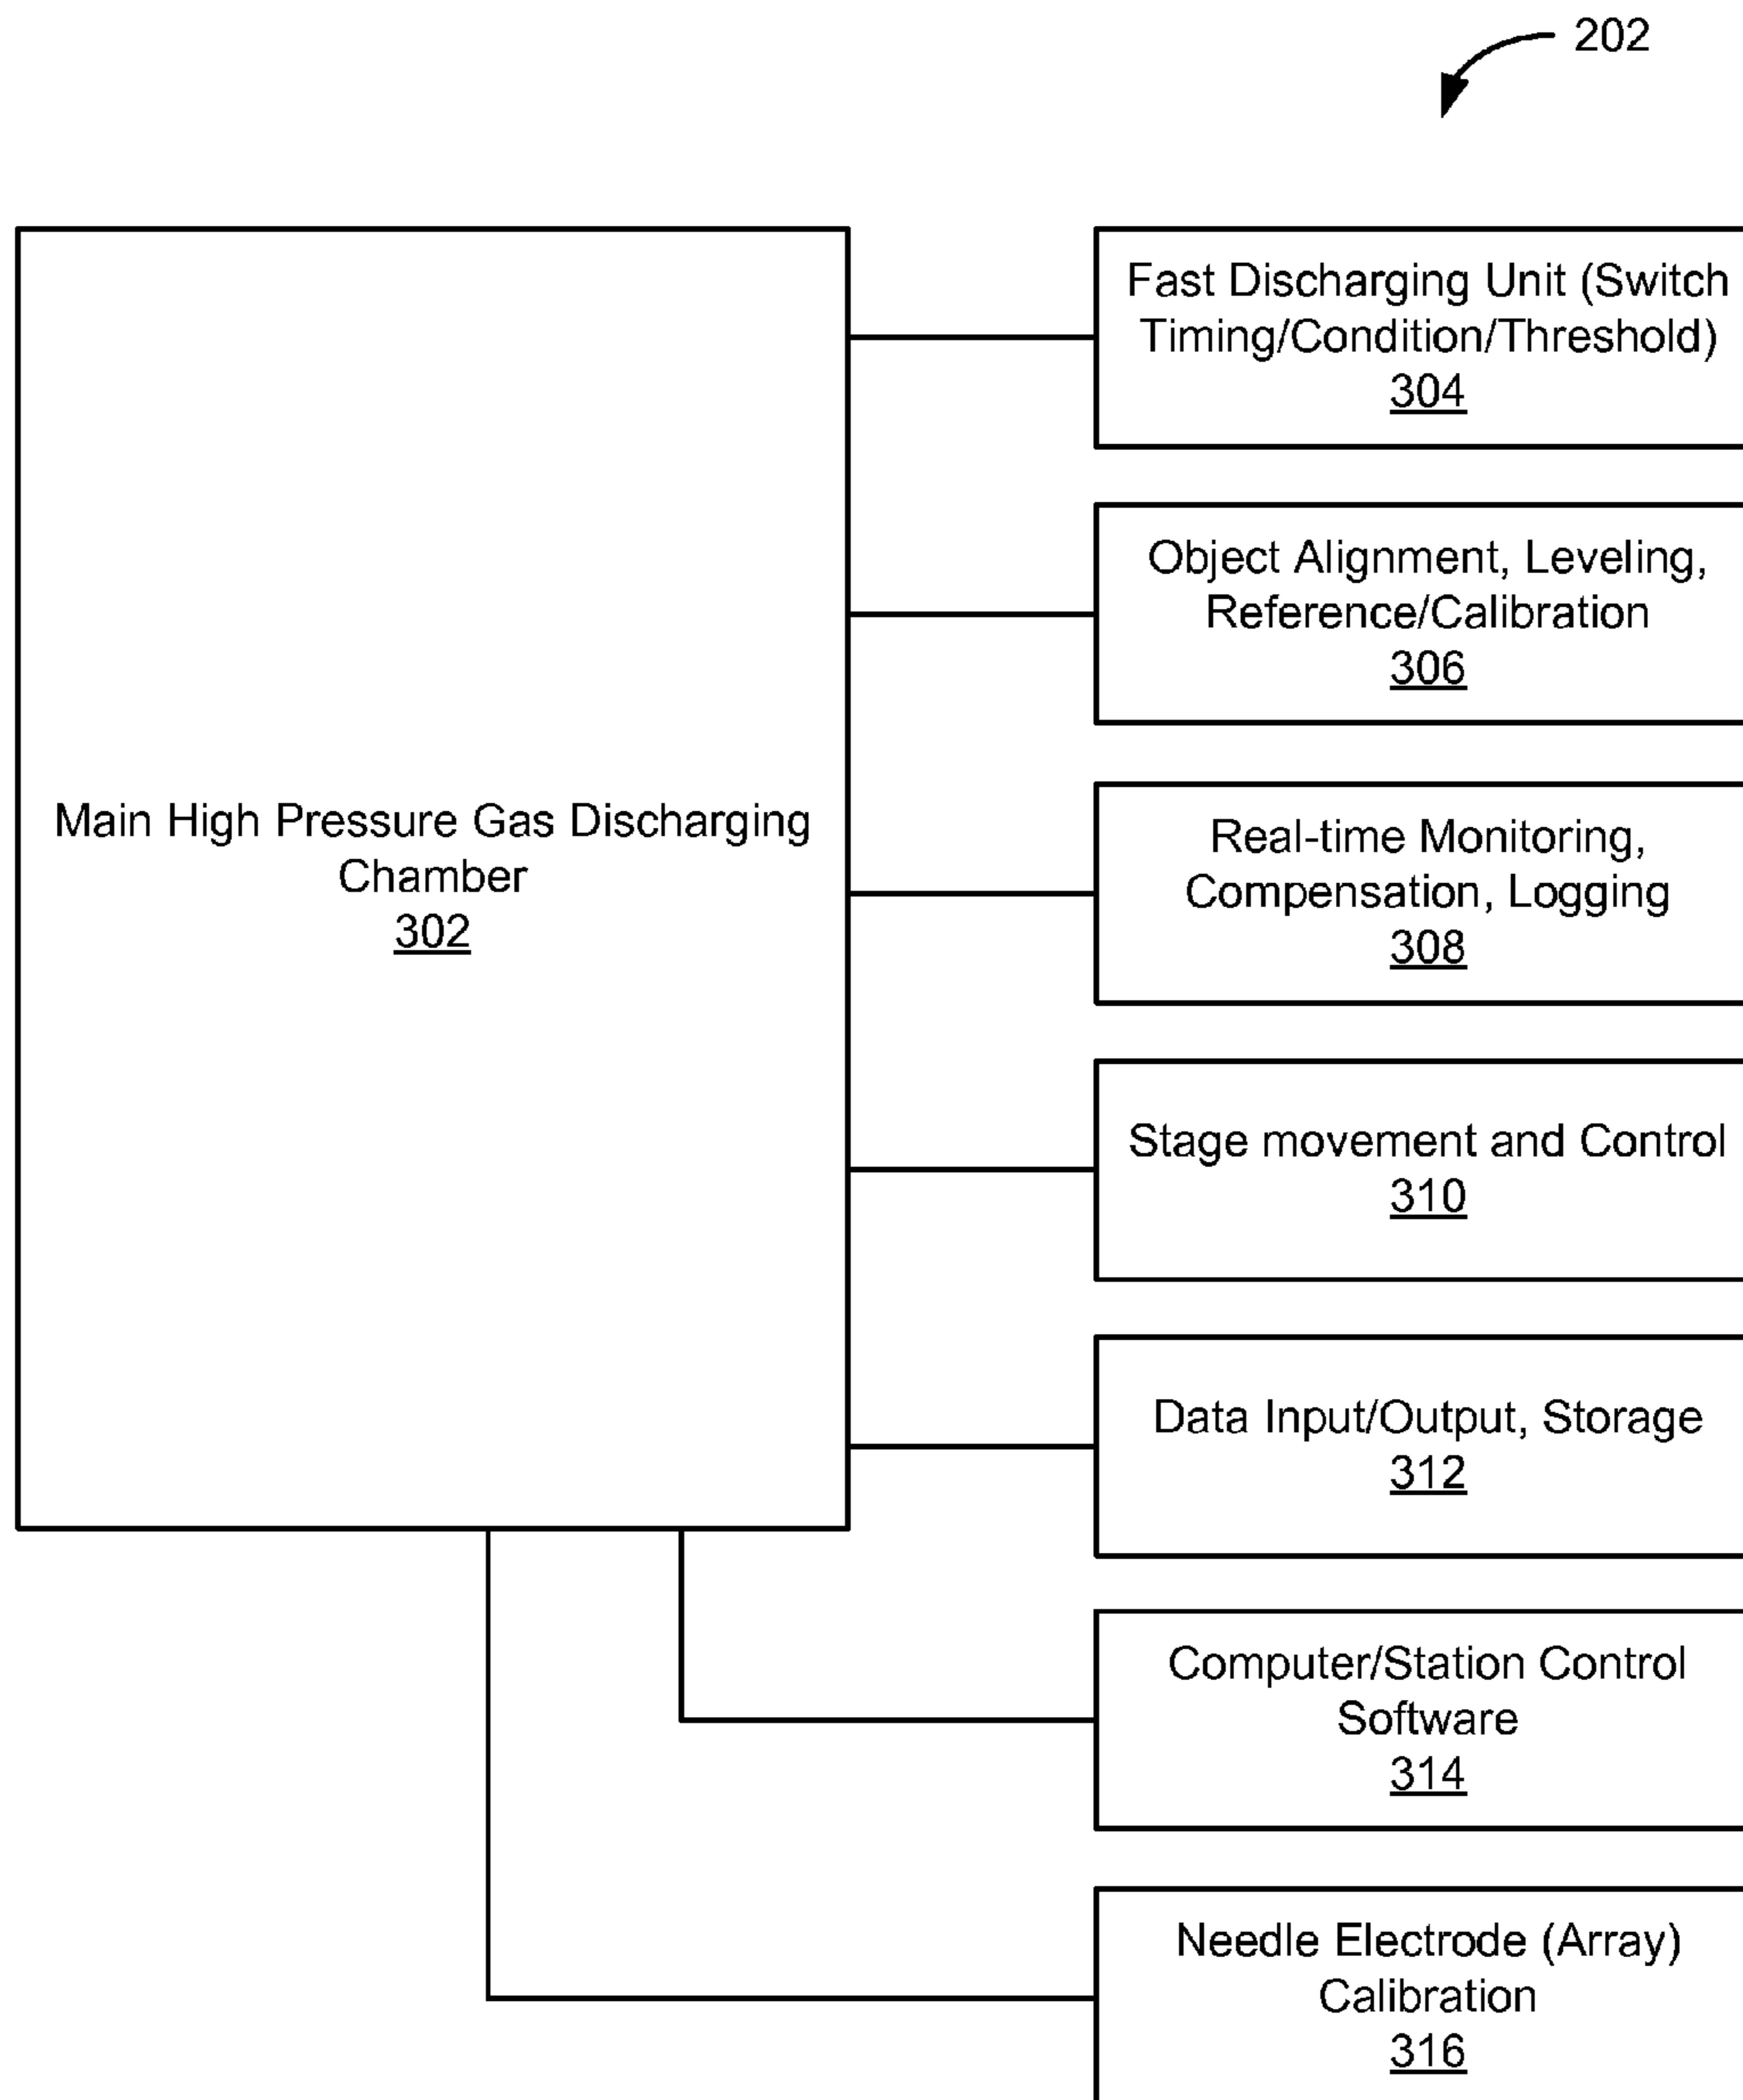 202
Main High Pressure Gas Discharging
Chamber
302
Fast Discharging Unit (Switch
Timing/Condition/Threshold)
304
Object Alignment, Leveling,
Reference/Calibration
306
Real-time Monitoring,
Compensation, Logging
308
Stage movement and Control
310
Data Input/Output, Storage
312
Computer/Station Control
Software
314
Needle Electrode (Array)
Calibration
316